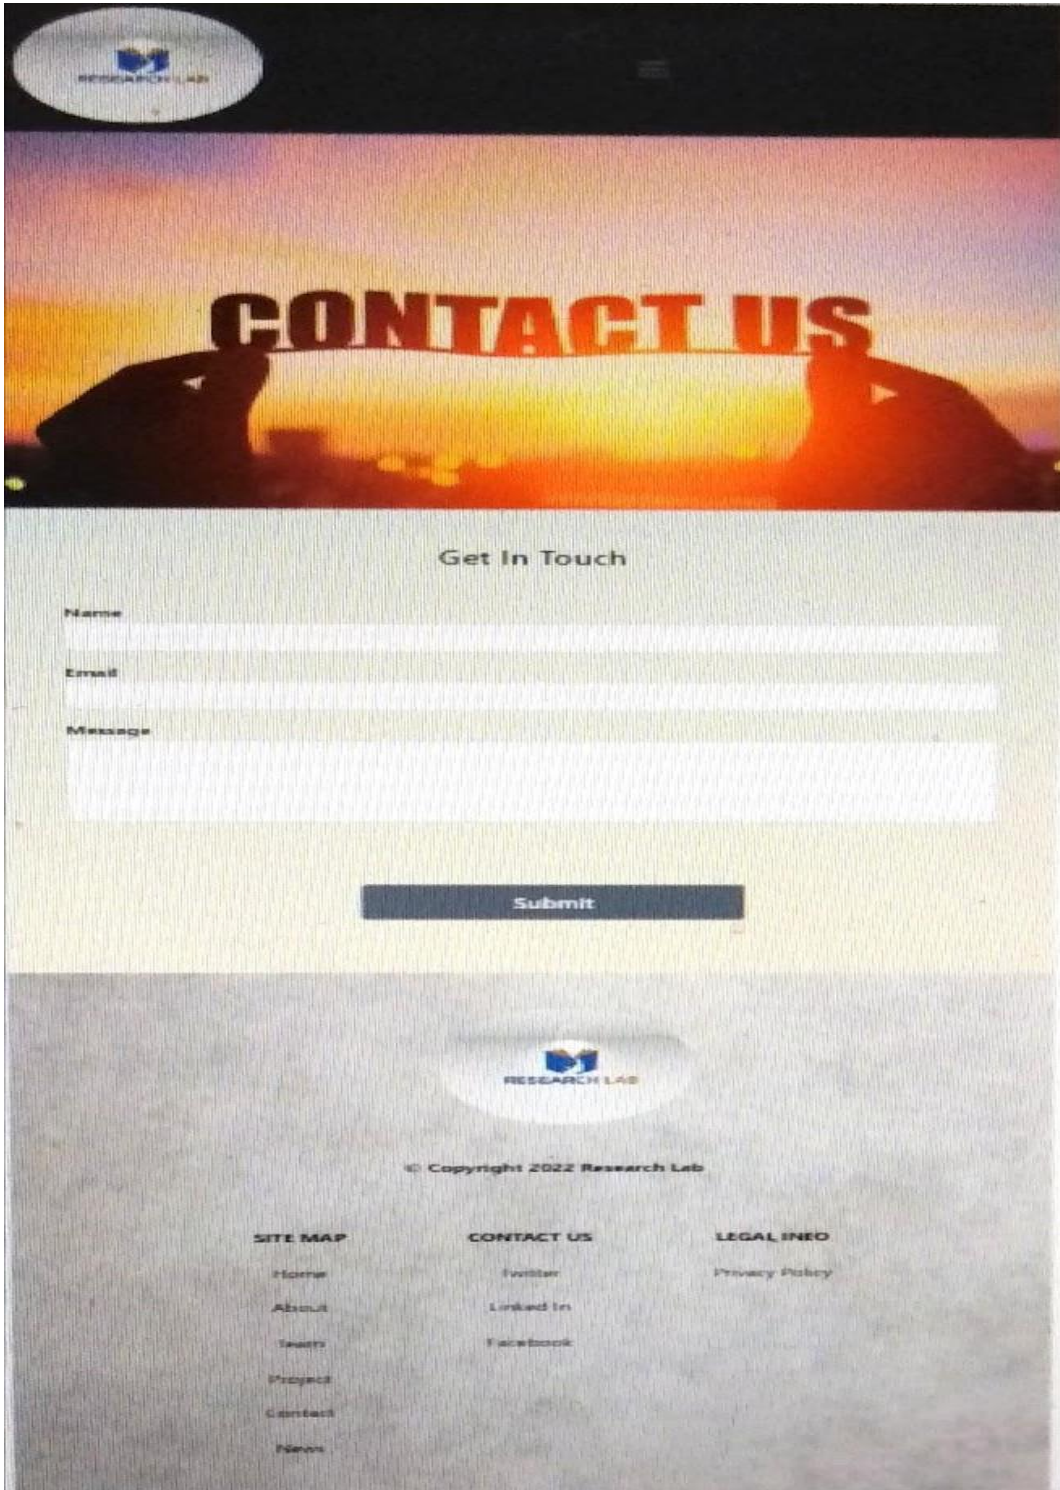 RESEARCH LAB
CONTACT US
Get In Touch
Name
Email
Message
Submit
RESEARCH LAB
© Copyright 2022 Research Lab
SITE MAP CONTACT US LEGAL INFO
Home Twitter Privacy Policy
About Linked In
Team Facebook
Project
Contact
News